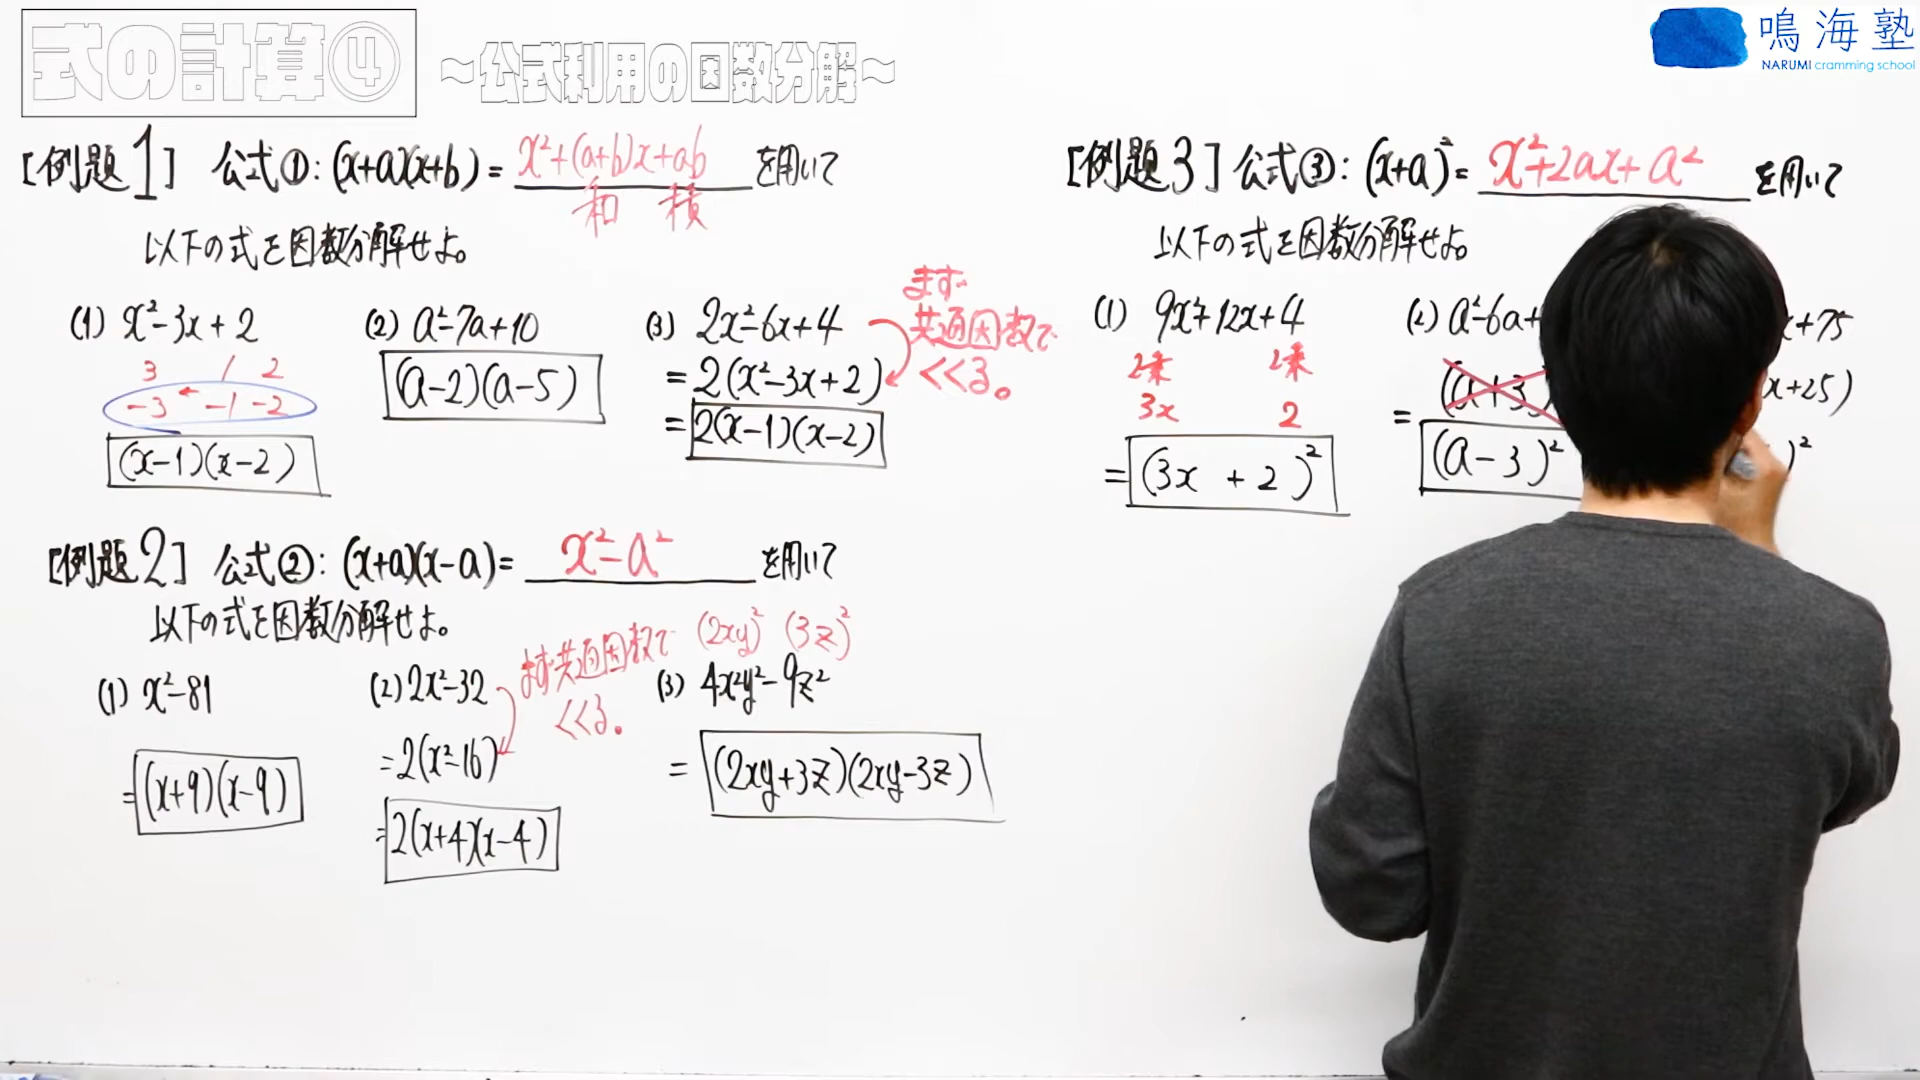 式の計算④
～公式利用の因数分解～
鳴海塾
NARUMI cramming school
[例題1] 公式①: (x+a)(x+b) = x²+(a+b)x+ab を用いて
和 積
以下の式を因数分解せよ。
(1) x²-3x+2
3 1 2
-3 ← -1 -2
(x-1)(x-2)
(2) a²-7a+10
(a-2)(a-5)
(3) 2x²-6x+4
= 2(x²-3x+2)
= 2(x-1)(x-2)
まず
共通因数で
くくる。
[例題2] 公式②: (x+a)(x-a) = x²-a² を用いて
以下の式を因数分解せよ。
(1) x²-81
= (x+9)(x-9)
(2) 2x²-32
= 2(x²-16)
= 2(x+4)(x-4)
まず共通因数で
くくる。
(2xy)² (3z)²
(3) 4x²y²-9z²
= (2xy+3z)(2xy-3z)
[例題3] 公式③: (x+a)² = x²+2ax+a² を用いて
以下の式を因数分解せよ。
(1) 9x²+12x+4
2乗 2乗
3x 2
= (3x +2)²
(2) a²-6a+
= (a+3)
(a-3)²
x+75
x+25)
)²